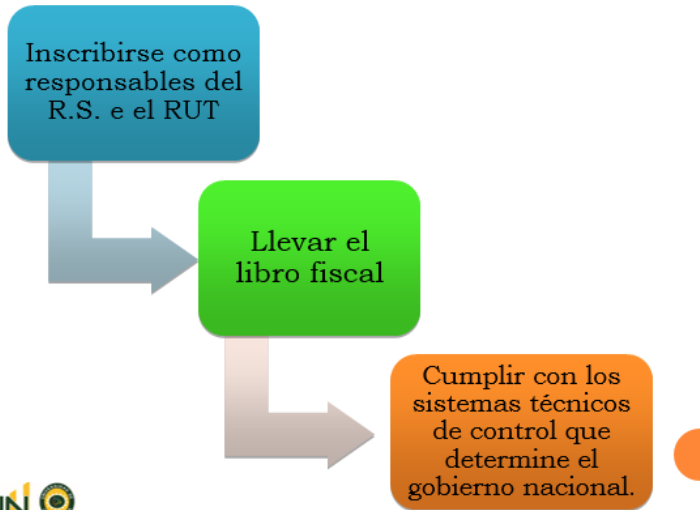 Inscribirse como
responsables del
R.S. e el RUT
Llevar el
libro fiscal
Cumplir con los
sistemas técnicos
de control que
determine el
gobierno nacional.